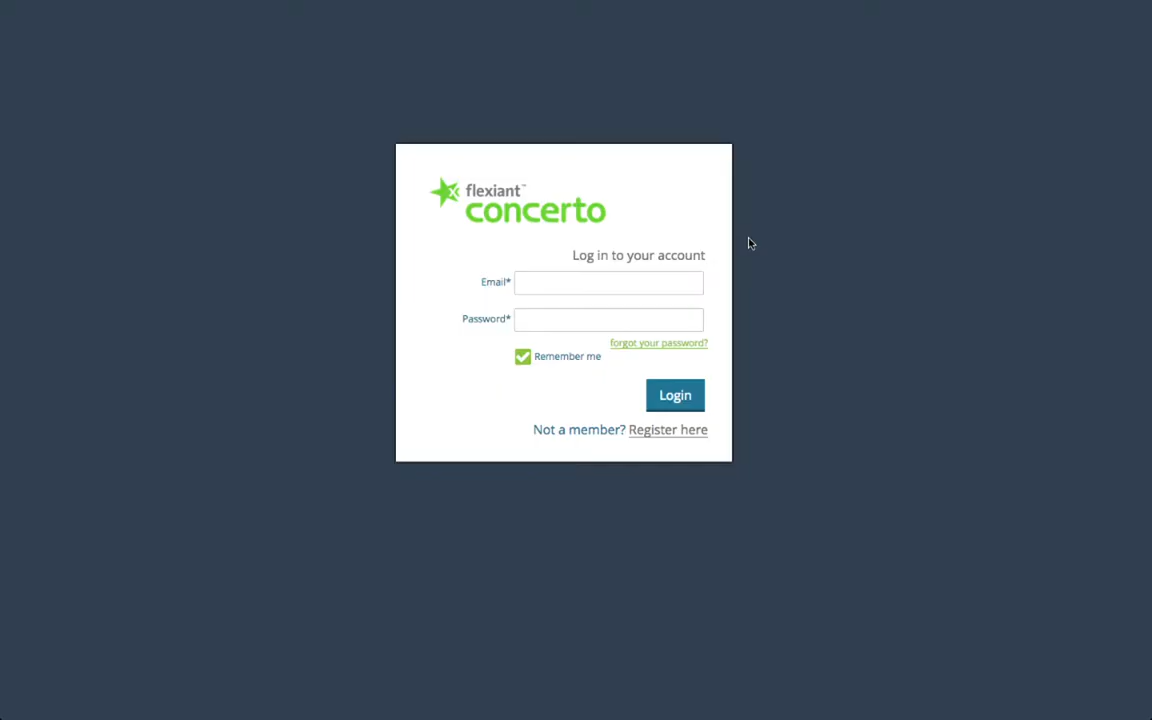 flexiant™
concerto
Log in to your account
Email*
Password*
forgot your password?
Remember me
Login
Not a member? Register here